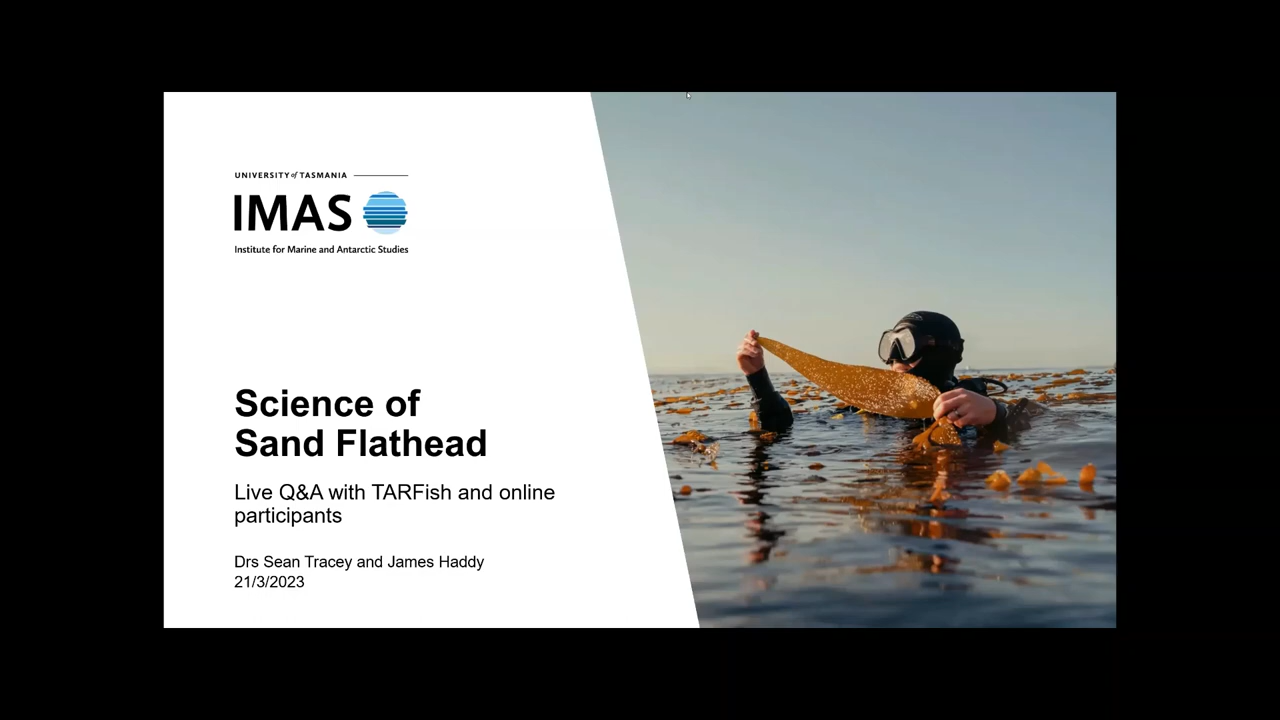 UNIVERSITY of TASMANIA
IMAS
Institute for Marine and Antarctic Studies
Science of
Sand Flathead
Live Q&A with TARFish and online
participants
Drs Sean Tracey and James Haddy
21/3/2023